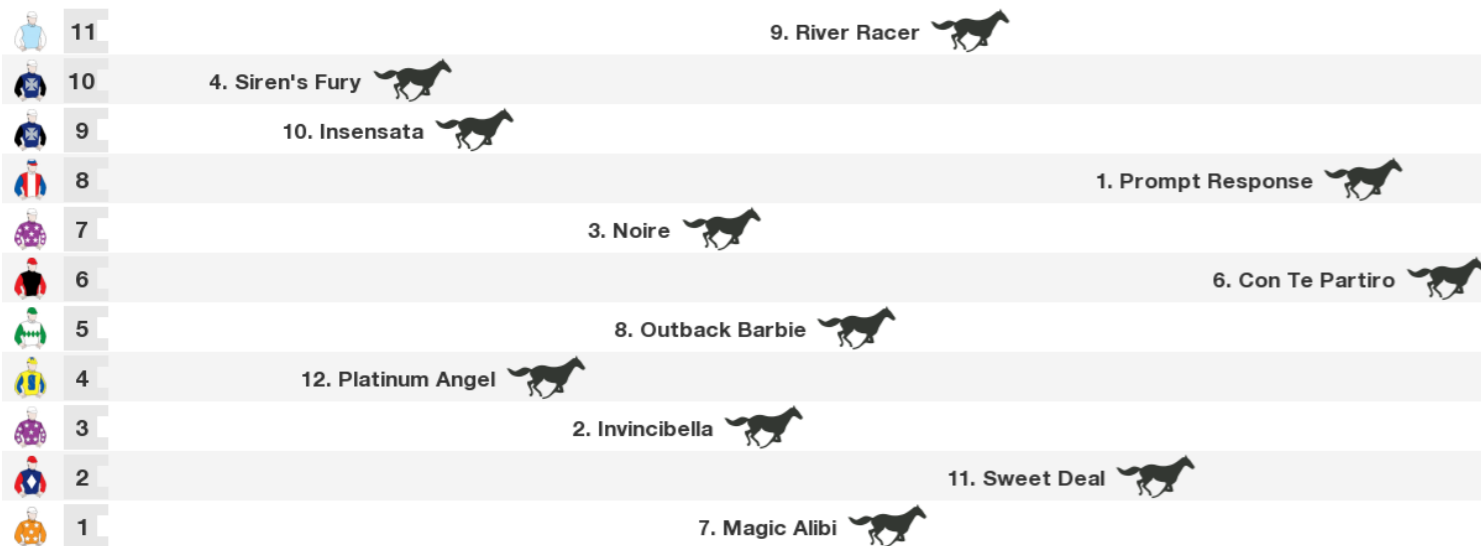 11 9. River Racer
10 4. Siren's Fury
9 10. Insensata
8 1. Prompt Response
7 3. Noire
6 6. Con Te Partiro
5 8. Outback Barbie
4 12. Platinum Angel
3 2. Invincibella
2 11. Sweet Deal
1 7. Magic Alibi